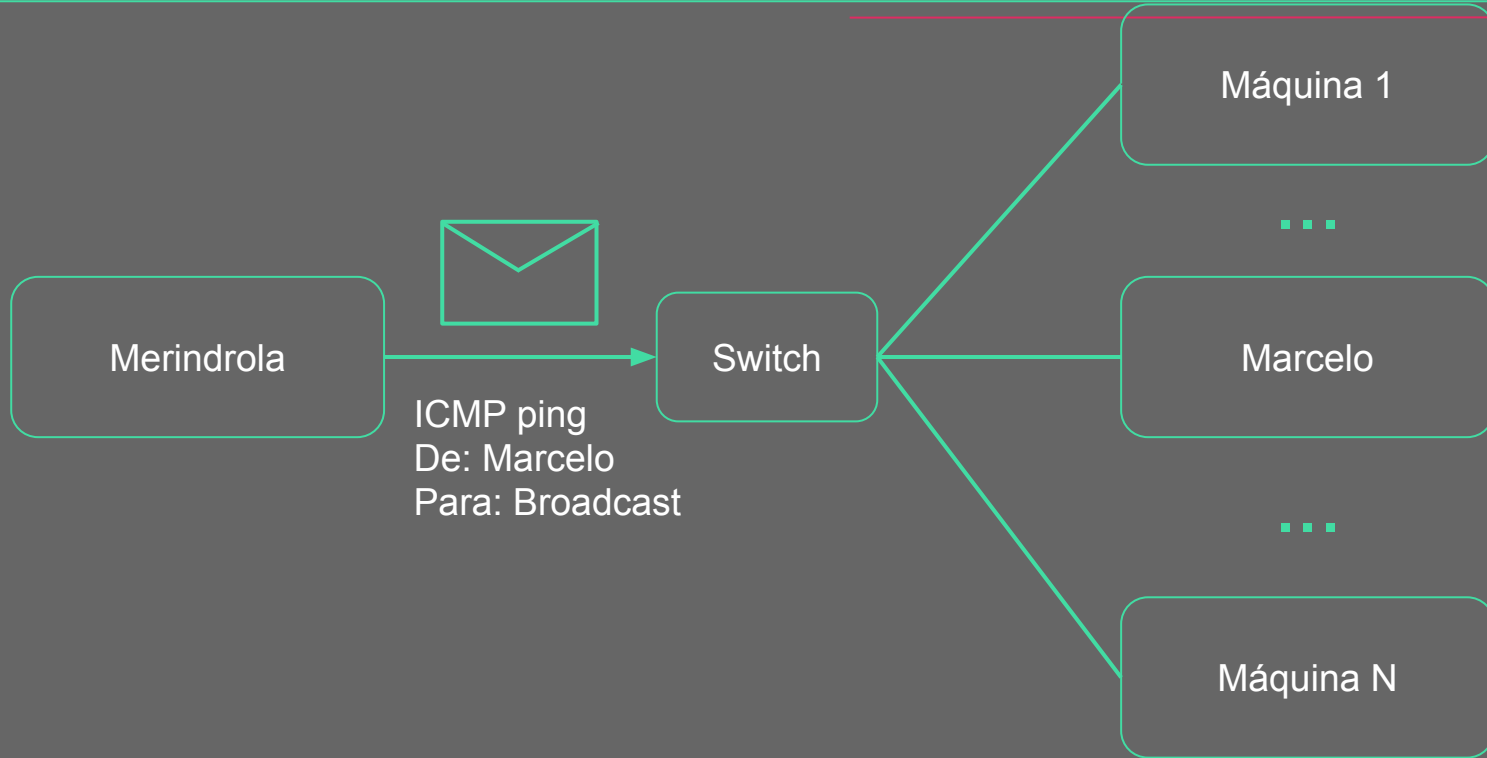 Máquina 1
Merindrola
Switch
Marcelo
ICMP ping
De: Marcelo
Para: Broadcast
Máquina N